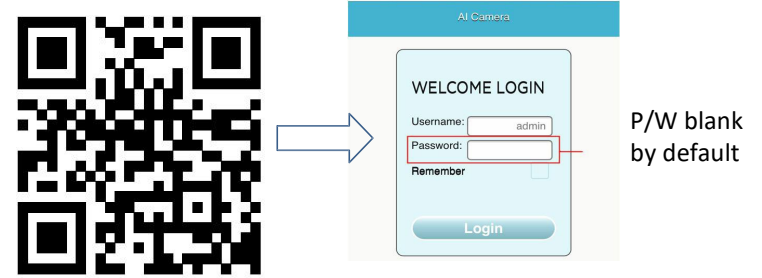 AI Camera
WELCOME LOGIN
Username: admin
Password:
Remember
Login
P/W blank
by default